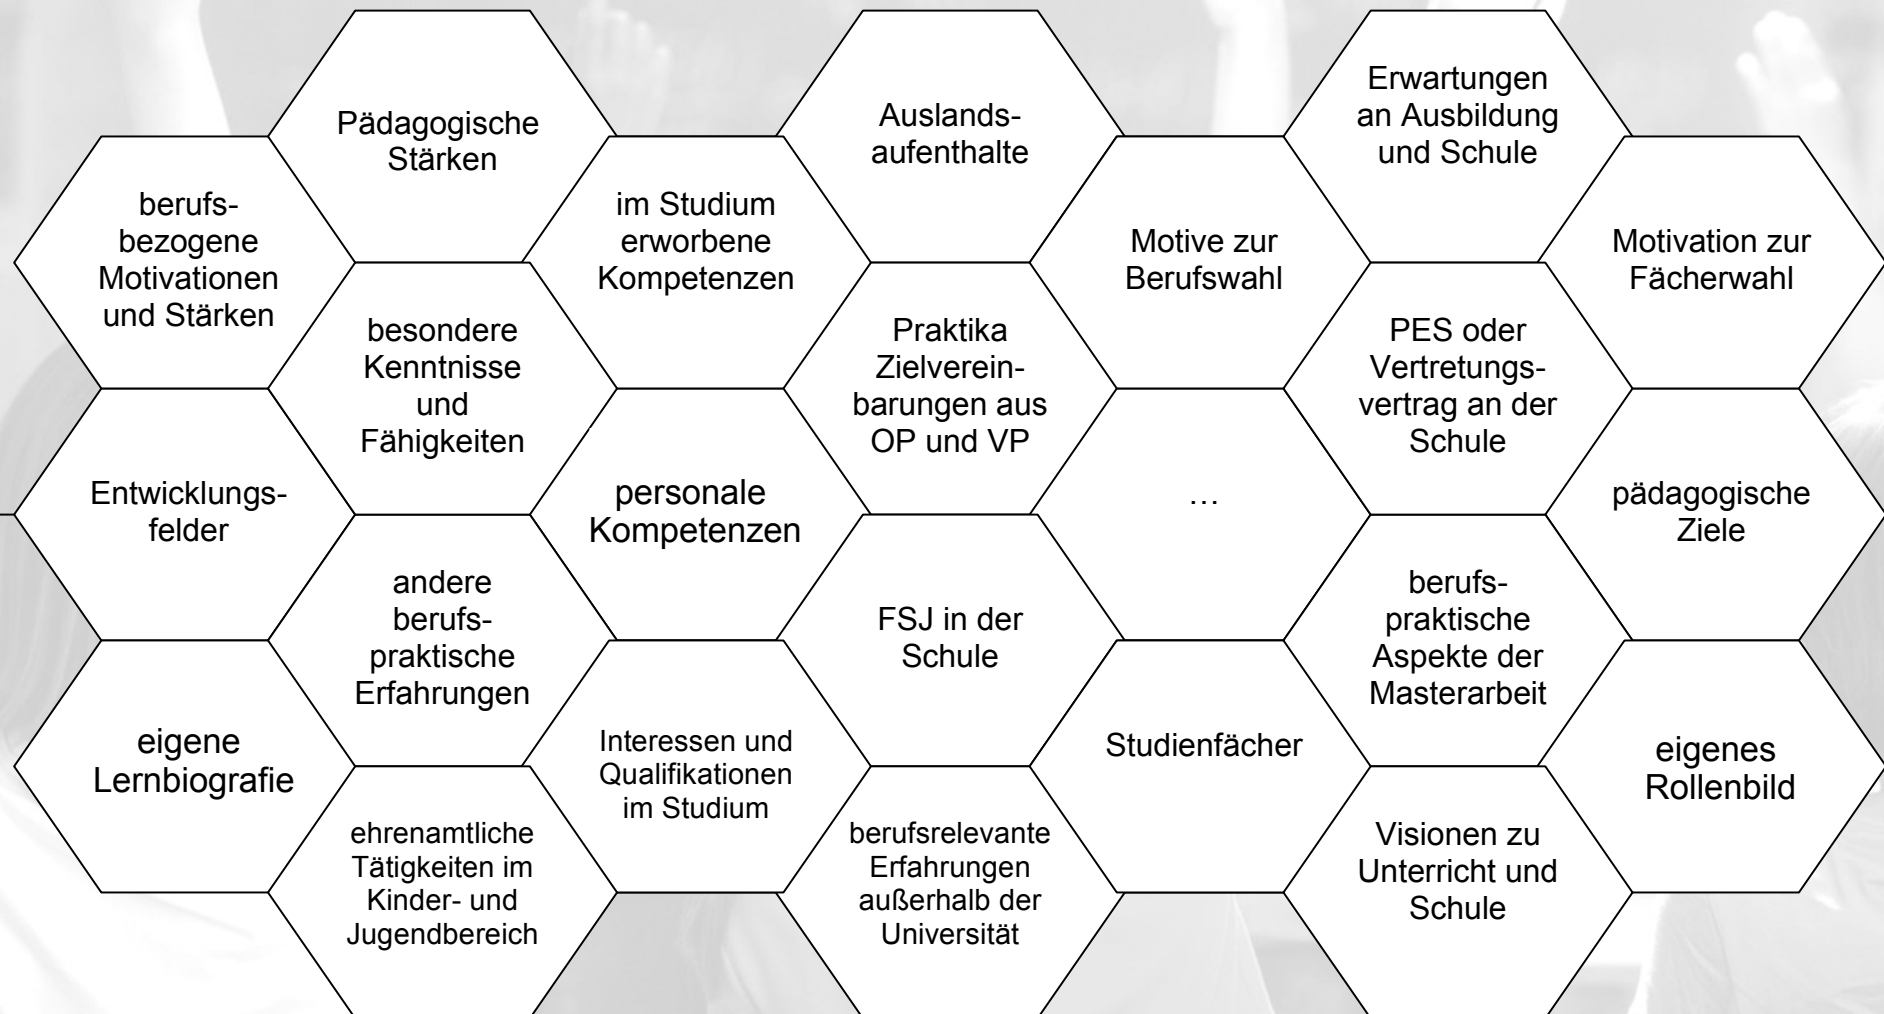 Pädagogische
Stärken
Auslands-
aufenthalte
Erwartungen
an Ausbildung
und Schule
berufs-
bezogene
Motivationen
und Stärken
im Studium
erworbene
Kompetenzen
Motive zur
Berufswahl
Motivation zur
Fächerwahl
besondere
Kenntnisse
und
Fähigkeiten
Praktika
Zielverein-
barungen aus
OP und VP
PES oder
Vertretungs-
vertrag an der
Schule
Entwicklungs-
felder
personale
Kompetenzen
…
pädagogische
Ziele
andere
berufs-
praktische
Erfahrungen
FSJ in der
Schule
berufs-
praktische
Aspekte der
Masterarbeit
eigene
Lernbiografie
Interessen und
Qualifikationen
im Studium
Studienfächer
eigenes
Rollenbild
ehrenamtliche
Tätigkeiten im
Kinder- und
Jugendbereich
berufsrelevante
Erfahrungen
außerhalb der
Universität
Visionen zu
Unterricht und
Schule